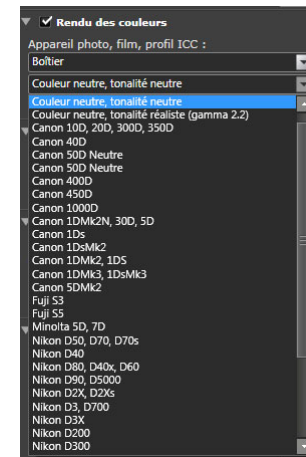 Rendu des couleurs
Appareil photo, film, profil ICC :
Boîtier
Couleur neutre, tonalité neutre
Couleur neutre, tonalité neutre
Couleur neutre, tonalité réaliste (gamma 2.2)
Canon 10D, 20D, 300D, 350D
Canon 40D
Canon 50D Neutre
Canon 50D Neutre
Canon 400D
Canon 450D
Canon 1000D
Canon 1DMk2N, 30D, 5D
Canon 1Ds
Canon 1DsMk2
Canon 1DMk2, 1DS
Canon 1DMk3, 1DsMk3
Canon 5DMk2
Fuji S3
Fuji S5
Minolta 5D, 7D
Nikon D50, D70, D70s
Nikon D40
Nikon D80, D40x, D60
Nikon D90, D5000
Nikon D2X, D2Xs
Nikon D3, D700
Nikon D3X
Nikon D200
Nikon D300